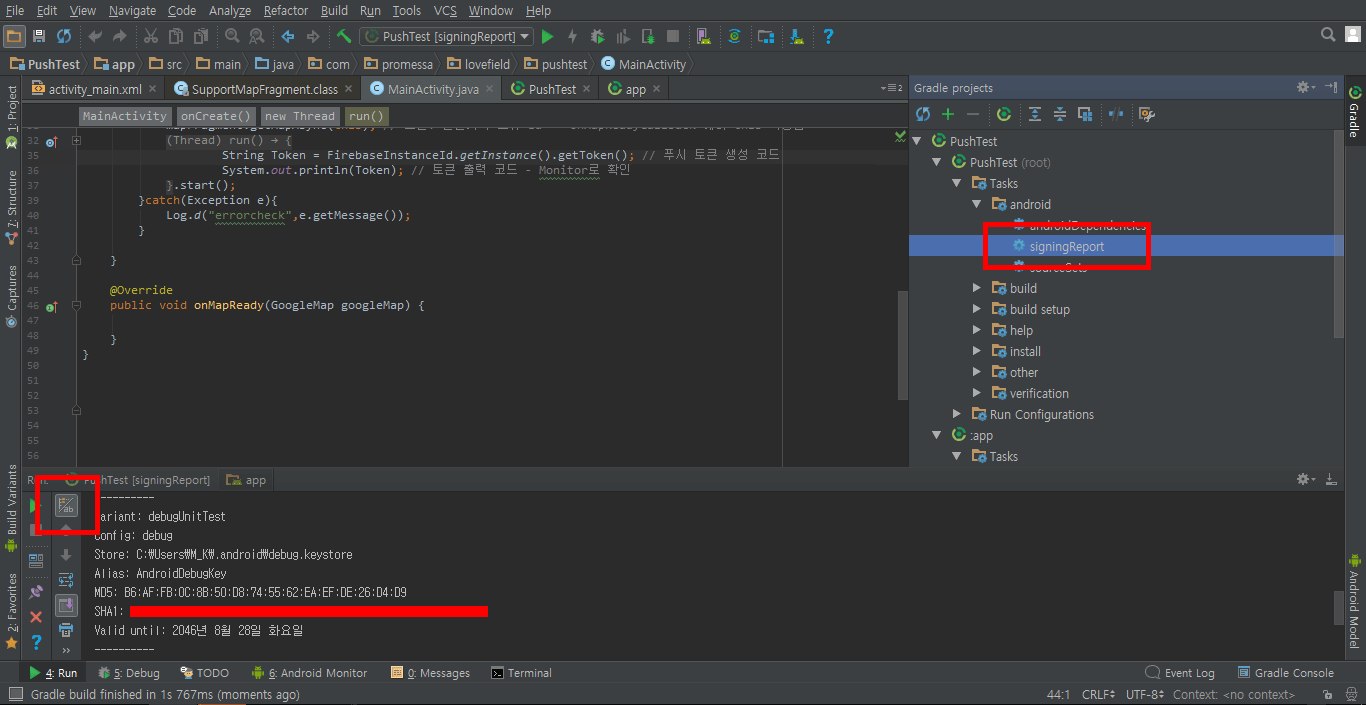 File Edit View Navigate Code Analyze Refactor Build Run Tools VCS Window Help
PushTest [signingReport]
PushTest app src main java com promessa lovefield pushtest MainActivity
activity_main.xml SupportMapFragment.class MainActivity.java PushTest app
MainActivity onCreate() new Thread run()
32 (Thread) run() → {
35 String Token = FirebaseInstanceId.getInstance().getToken(); // 푸시 토큰 생성 코드
36 System.out.println(Token); // 토큰 출력 코드 - Monitor로 확인
37 }.start();
38 }catch(Exception e){
39 Log.d("errorcheck",e.getMessage());
41 }
42
43 }
44
45 @Override
46 public void onMapReady(GoogleMap googleMap) {
47
48 }
49 }
50
51
52
53
54
55
56
Gradle projects
PushTest
PushTest (root)
Tasks
android
androidDependencies
signingReport
sourceSets
build
build setup
help
install
other
verification
Run Configurations
:app
Tasks
1: Project
7: Structure
Captures
Build Variants
2: Favorites
Gradle
Android Model
PushTest [signingReport] app
----------
Variant: debugUnitTest
Config: debug
Store: C:₩Users₩M_K₩.android₩debug.keystore
Alias: AndroidDebugKey
MD5: B6:AF:FB:0C:8B:5D:D8:74:55:62:EA:EF:DE:26:D4:D9
SHA1:
Valid until: 2046년 8월 28일 화요일
----------
4: Run 5: Debug TODO 6: Android Monitor 0: Messages Terminal Event Log Gradle Console
Gradle build finished in 1s 767ms (moments ago) 44:1 CRLF UTF-8 Context: <no context>